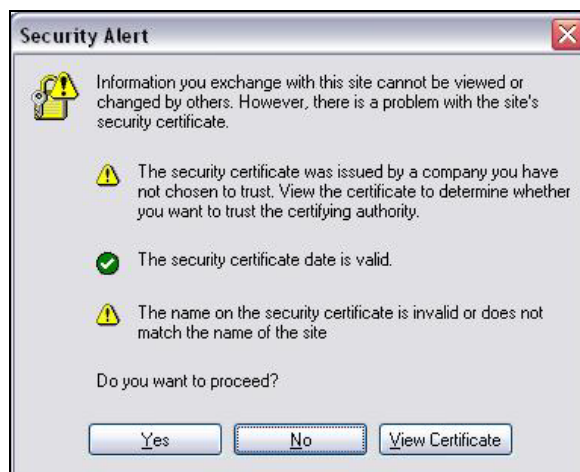 Security Alert
Information you exchange with this site cannot be viewed or
changed by others. However, there is a problem with the site's
security certificate.
The security certificate was issued by a company you have
not chosen to trust. View the certificate to determine whether
you want to trust the certifying authority.
The security certificate date is valid.
The name on the security certificate is invalid or does not
match the name of the site
Do you want to proceed?
Yes No View Certificate